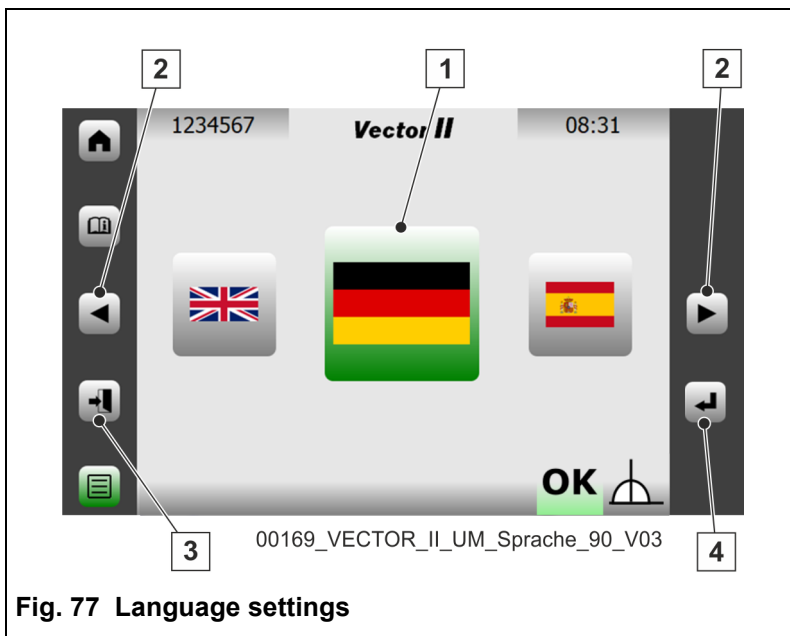 2 1 2
1234567 Vector II 08:31
OK
00169_VECTOR_II_UM_Sprache_90_V03
3 4
Fig. 77 Language settings